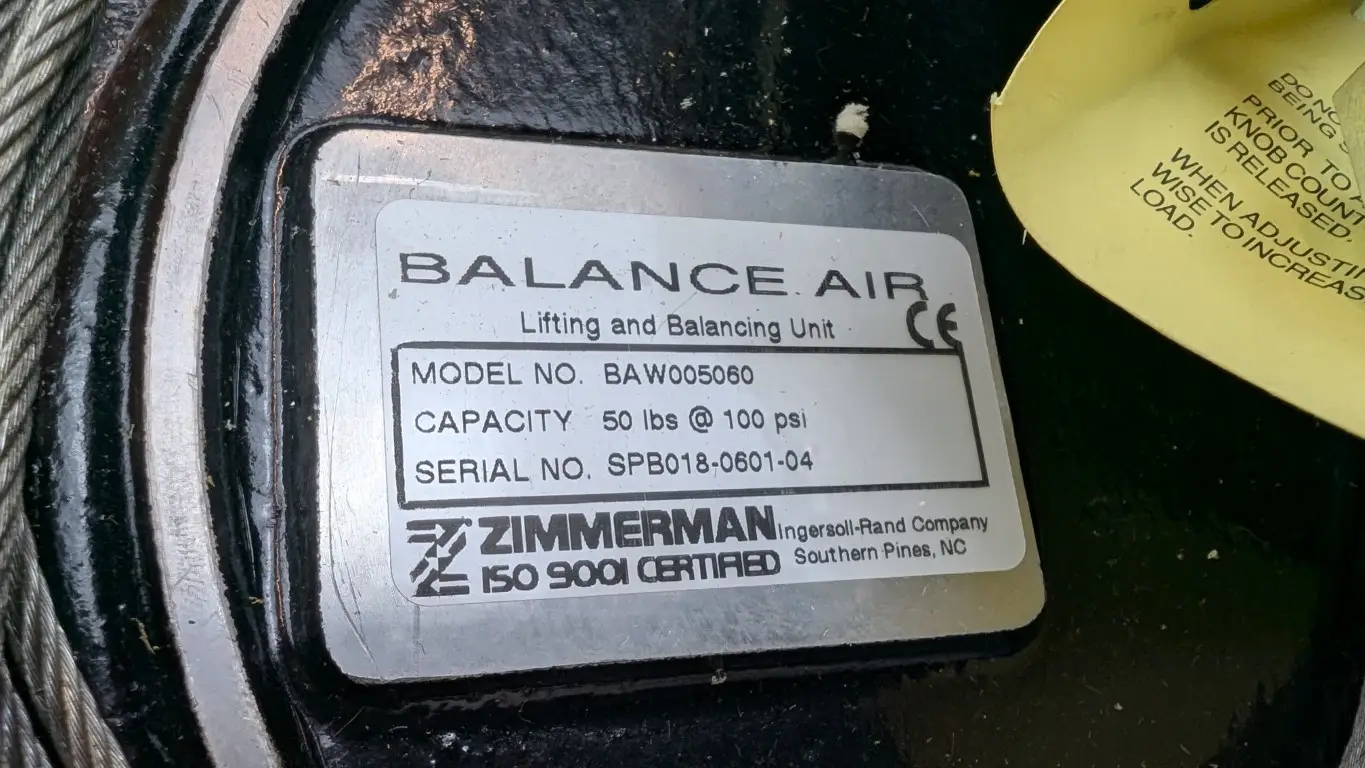 BALANCE AIR
Lifting and Balancing Unit
CE
MODEL NO. BAW005060
CAPACITY 50 lbs @ 100 psi
SERIAL NO. SPB018-0601-04
ZIMMERMAN Ingersoll-Rand Company
ISO 9001 CERTIFIED Southern Pines, NC
BEING
PRIOR TO
KNOB COUNT
IS RELEASED.
WHEN
WISE TO
LOAD.